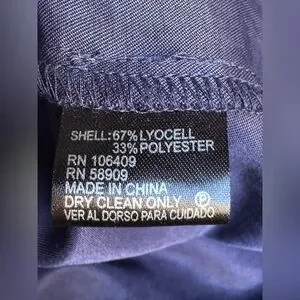 SHELL:67% LYOCELL
33% POLYESTER
RN 106409
RN 58909
MADE IN CHINA
DRY CLEAN ONLY Ⓟ
VER AL DORSO PARA CUIDADO